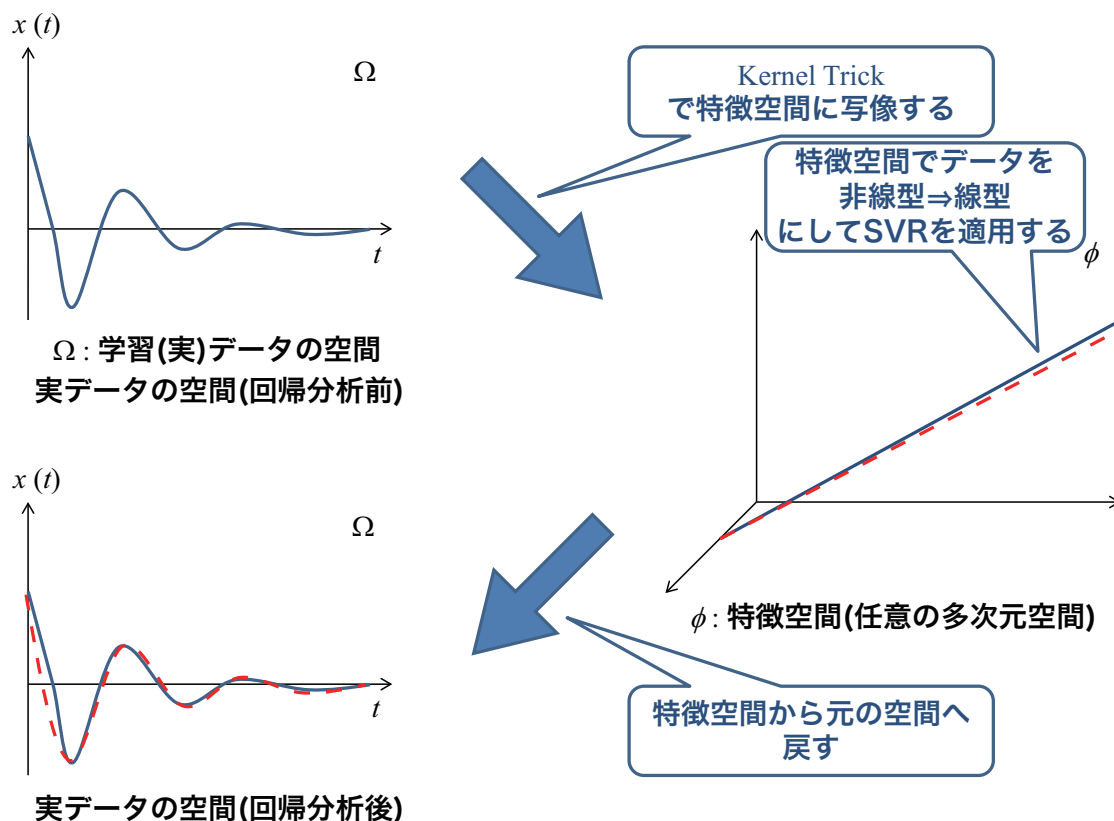 x (t)
Ω
t
Ω : 学習(実)データの空間
実データの空間(回帰分析前)
Kernel Trick
で特徴空間に写像する
特徴空間でデータを
非線型⇒線型
にしてSVRを適用する
ϕ
ϕ : 特徴空間(任意の多次元空間)
特徴空間から元の空間へ
戻す
x (t)
Ω
t
実データの空間(回帰分析後)